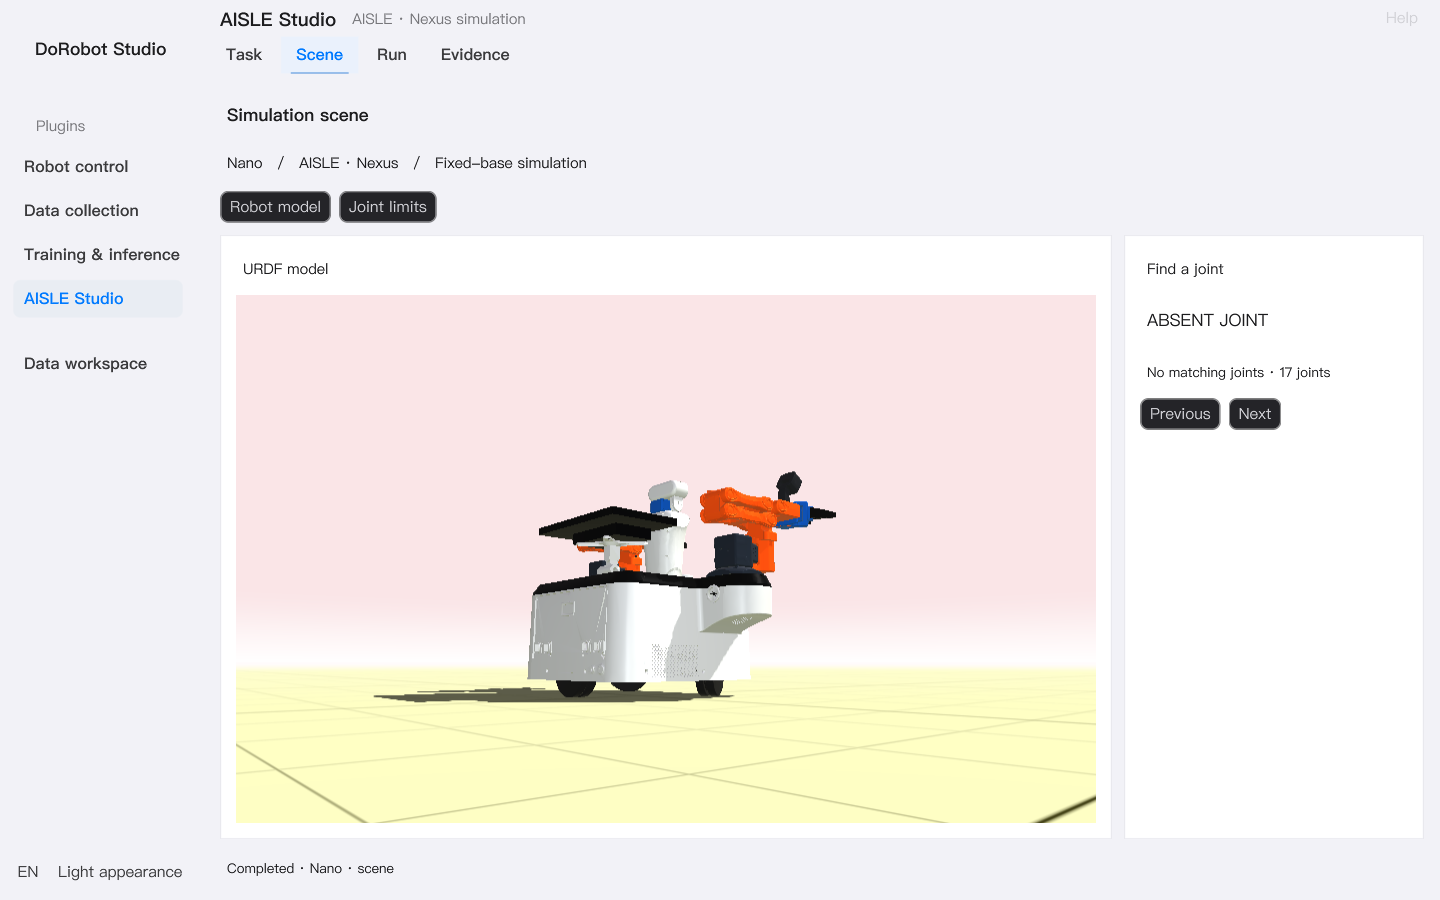 AISLE Studio AISLE · Nexus simulation
Help
DoRobot Studio
Task Scene Run Evidence
Plugins
Robot control
Data collection
Training & inference
AISLE Studio
Data workspace
Simulation scene
Nano / AISLE · Nexus / Fixed-base simulation
Robot model Joint limits
URDF model
Find a joint
ABSENT JOINT
No matching joints · 17 joints
Previous Next
EN Light appearance
Completed · Nano · scene